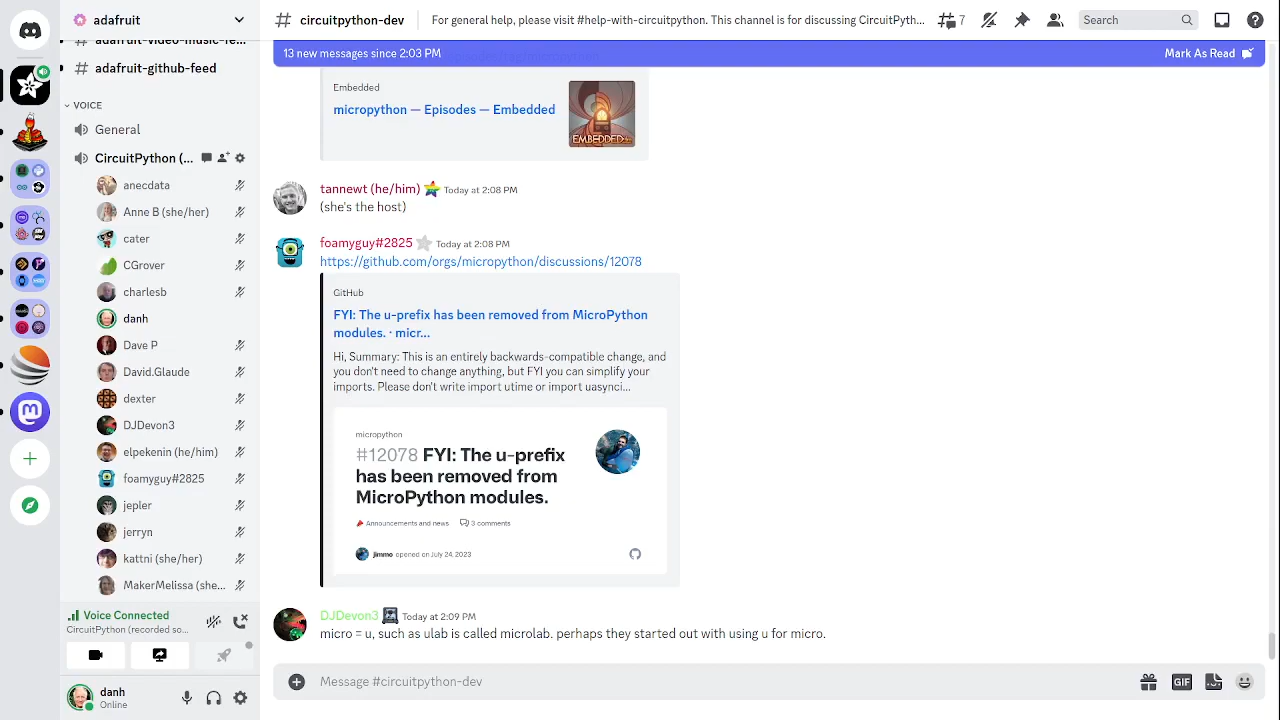 adafruit
# circuitpython-dev
For general help, please visit #help-with-circuitpython. This channel is for discussing CircuitPyth...
7
Search
# adafruit-video-music-fe...
# adafruit-github-feed
VOICE
General
CircuitPython (...
anecdata
Anne B (she/her)
cater
CGrover
charlesb
danh
Dave P
David.Glaude
dexter
DJDevon3
elpekenin (he/him)
foamyguy#2825
jepler
jerryn
kattni (she/her)
MakerMelissa (she...
Voice Connected
CircuitPython (recorded so...
danh
Online
13 new messages since 2:03 PM
Mark As Read
Embedded
micropython — Episodes — Embedded
EMBEDDED
tannewt (he/him) Today at 2:08 PM
(she's the host)
foamyguy#2825 Today at 2:08 PM
https://github.com/orgs/micropython/discussions/12078
GitHub
FYI: The u-prefix has been removed from MicroPython
modules. · micr...
Hi, Summary: This is an entirely backwards-compatible change, and
you don't need to change anything, but FYI you can simplify your
imports. Please don't write import utime or import uasynci...
micropython
#12078 FYI: The u-prefix
has been removed from
MicroPython modules.
Announcements and news 3 comments
jimmo opened on July 24, 2023
DJDevon3 Today at 2:09 PM
micro = u, such as ulab is called microlab. perhaps they started out with using u for micro.
Message #circuitpython-dev
GIF